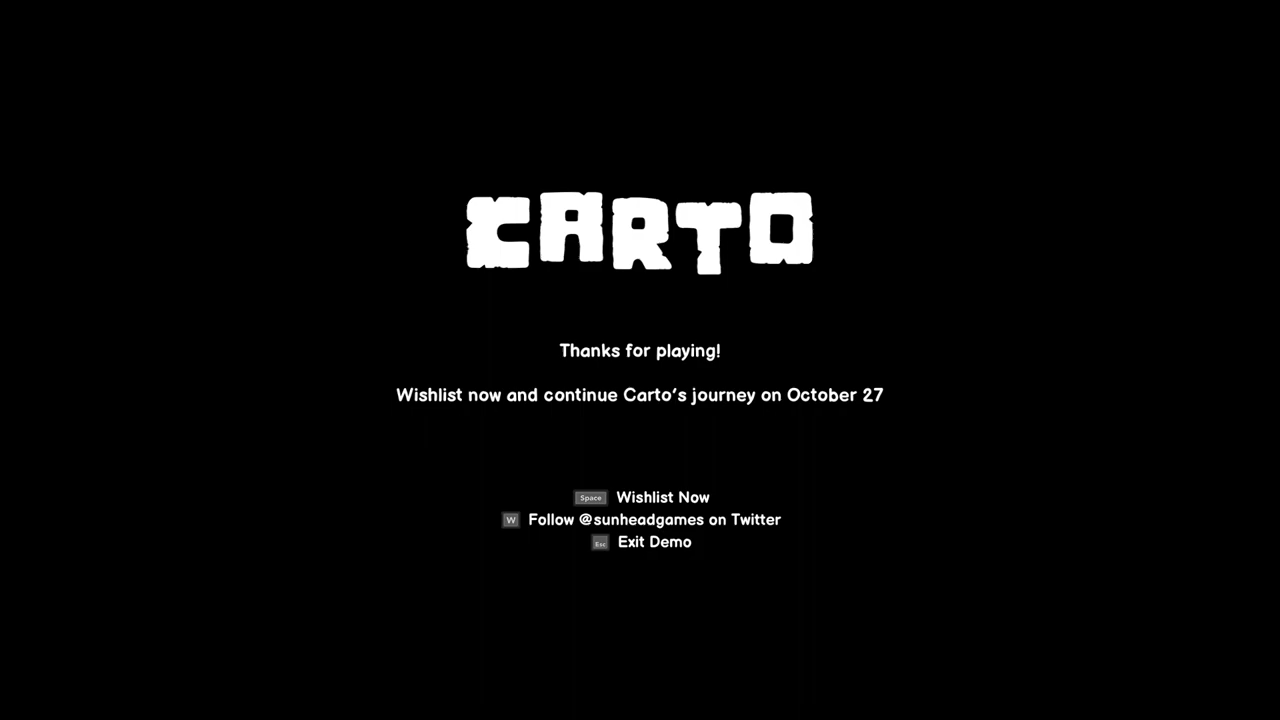 CARTO
Thanks for playing!
Wishlist now and continue Carto's journey on October 27
Space Wishlist Now
W Follow @sunheadgames on Twitter
Esc Exit Demo